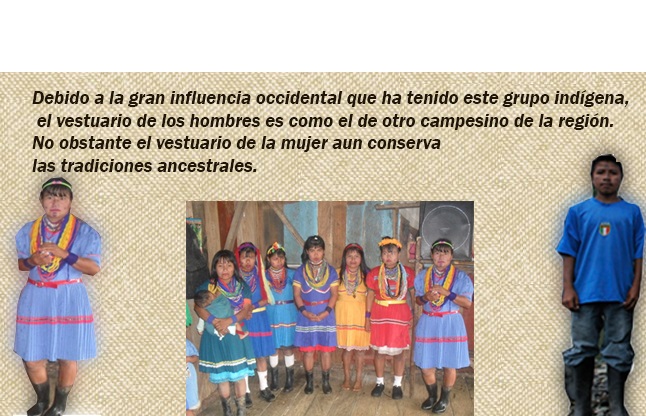 Debido a la gran influencia occidental que ha tenido este grupo indígena,
el vestuario de los hombres es como el de otro campesino de la región.
No obstante el vestuario de la mujer aun conserva
las tradiciones ancestrales.